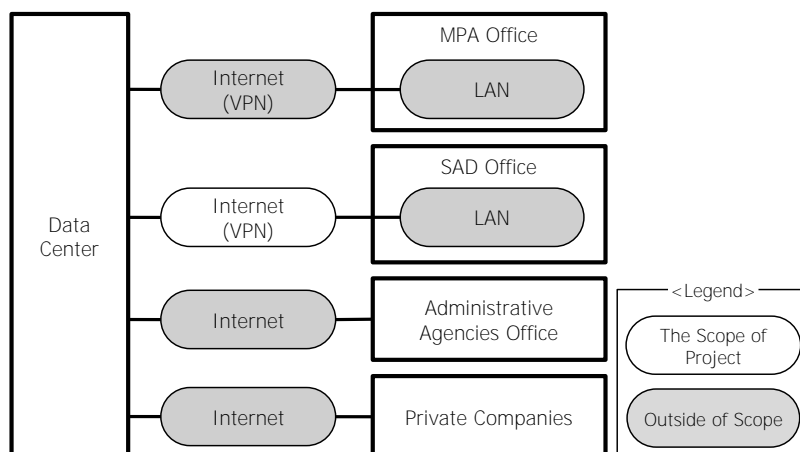 Data
Center
Internet
(VPN)
MPA Office
LAN
Internet
(VPN)
SAD Office
LAN
Internet
Administrative
Agencies Office
Internet
Private Companies
<Legend>
The Scope of
Project
Outside of Scope